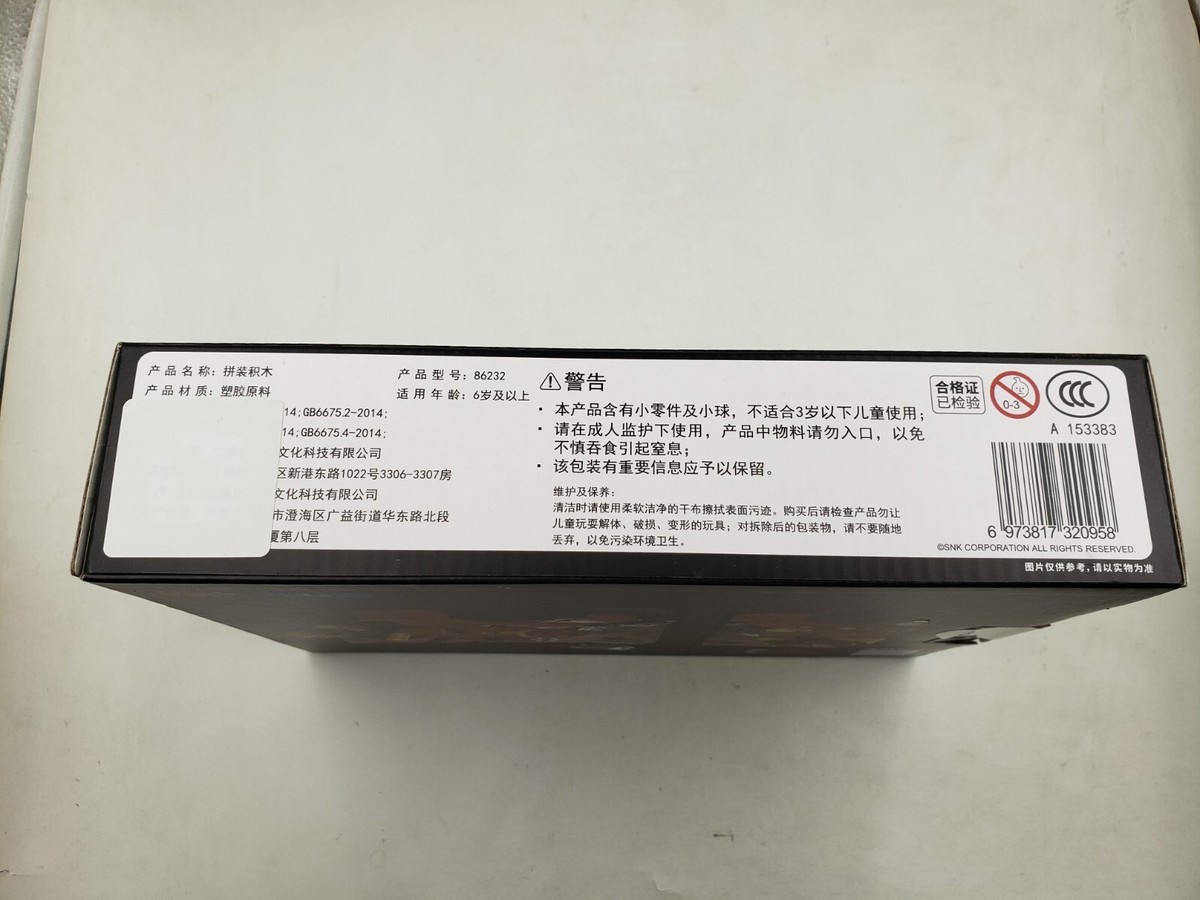 产品名称：拼装积木
产品型号：86232
产品材质：塑胶原料
适用年龄：6岁及以上
14;GB6675.2-2014;
14;GB6675.4-2014;
文化科技有限公司
区新港东路1022号3306-3307房
文化科技有限公司
市澄海区广益街道华东路北段
厦第八层
警告
· 本产品含有小零件及小球，不适合3岁以下儿童使用；
· 请在成人监护下使用，产品中物料请勿入口，以免
不慎吞食引起窒息；
· 该包装有重要信息应予以保留。
维护及保养：
清洁时请使用柔软洁净的干布擦拭表面污迹。购买后请检查产品勿让
儿童玩耍解体、破损、变形的玩具；对拆除后的包装物，请不要随地
丢弃，以免污染环境卫生。
合格证
已检验
0-3
CCC
A 153383
6 973817 320958
©SNK CORPORATION ALL RIGHTS RESERVED.
图片仅供参考，请以实物为准